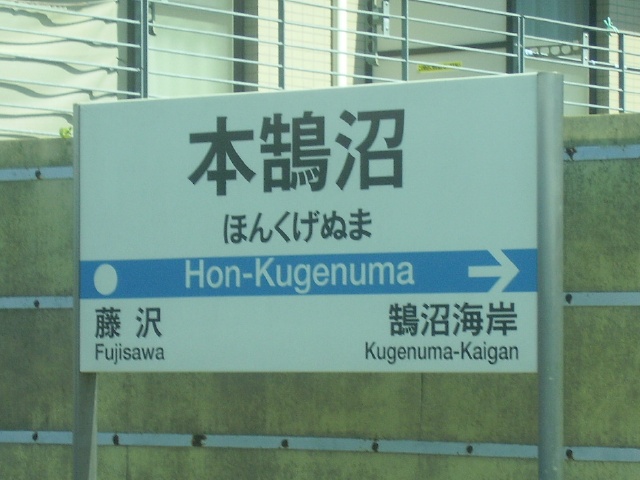 本鵠沼
ほんくげぬま
Hon-Kugenuma
藤沢 鵠沼海岸
Fujisawa Kugenuma-Kaigan